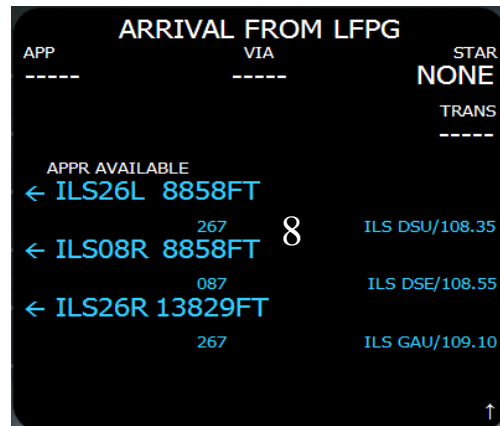 ARRIVAL FROM LFPG
APP VIA STAR
----- ----- NONE
TRANS
-----
APPR AVAILABLE
← ILS26L 8858FT
267 8 ILS DSU/108.35
← ILS08R 8858FT
087 ILS DSE/108.55
← ILS26R 13829FT
267 ILS GAU/109.10
↑